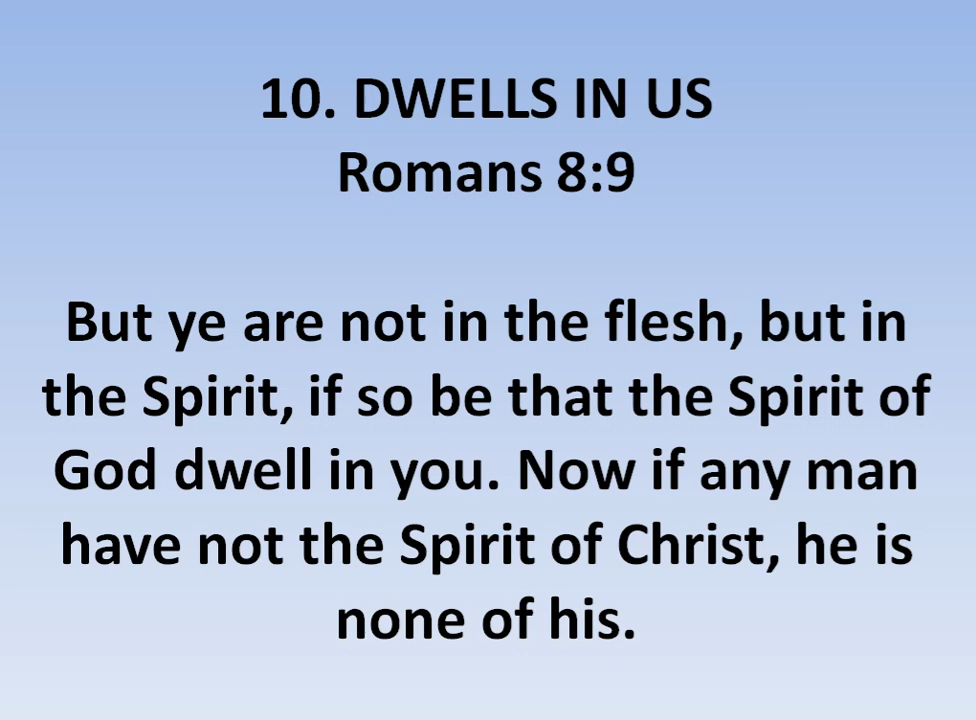 10. DWELLS IN US
Romans 8:9
But ye are not in the flesh, but in
the Spirit, if so be that the Spirit of
God dwell in you. Now if any man
have not the Spirit of Christ, he is
none of his.